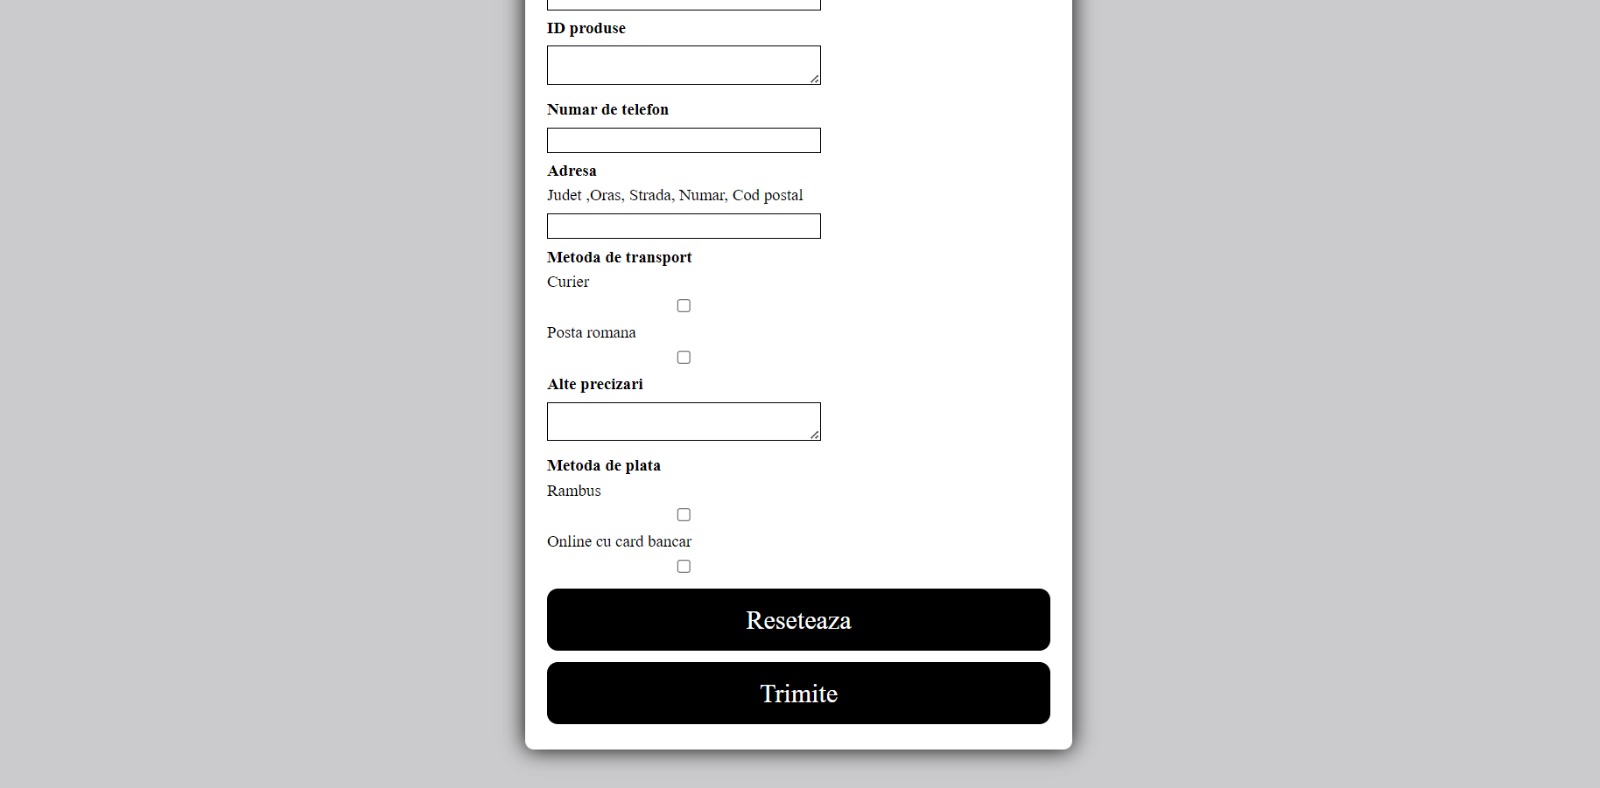 ID produse
Numar de telefon
Adresa
Judet ,Oras, Strada, Numar, Cod postal
Metoda de transport
Curier
Posta romana
Alte precizari
Metoda de plata
Rambus
Online cu card bancar
Reseteaza
Trimite